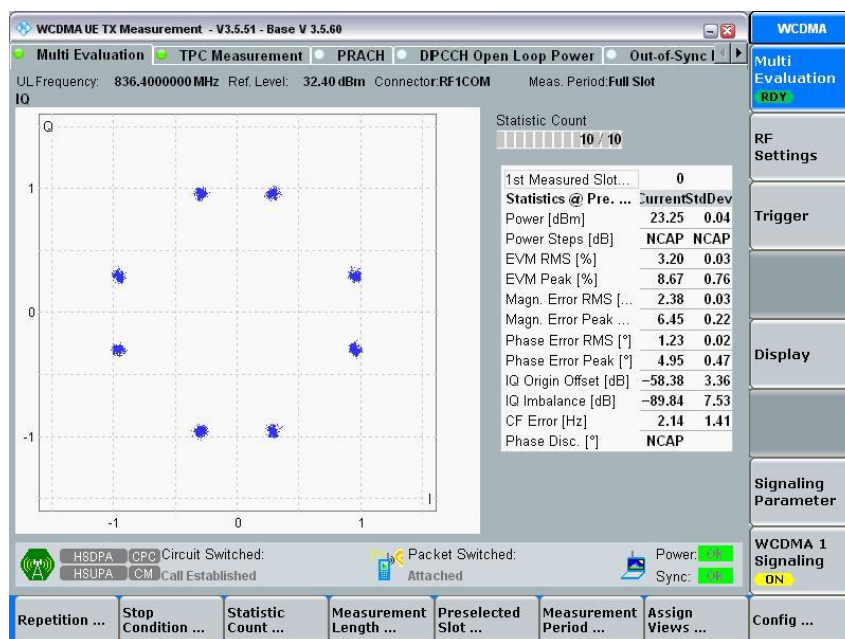 WCDMA UE TX Measurement - V3.5.51 - Base V 3.5.60
WCDMA
Multi Evaluation TPC Measurement PRACH DPCCH Open Loop Power Out-of-Sync
UL Frequency: 836.4000000 MHz Ref. Level: 32.40 dBm Connector:RF1COM Meas. Period:Full Slot
IQ
Q
1
0
-1
-1 0 1
I
Statistic Count
10 / 10
1st Measured Slot... 0
Statistics @ Pre. ... Current StdDev
Power [dBm] 23.25 0.04
Power Steps [dB] NCAP NCAP
EVM RMS [%] 3.20 0.03
EVM Peak [%] 8.67 0.76
Magn. Error RMS [... 2.38 0.03
Magn. Error Peak ... 6.45 0.22
Phase Error RMS [°] 1.23 0.02
Phase Error Peak [°] 4.95 0.47
IQ Origin Offset [dB] −58.38 3.36
IQ Imbalance [dB] −89.84 7.53
CF Error [Hz] 2.14 1.41
Phase Disc. [°] NCAP
Multi
Evaluation
RDY
RF
Settings
Trigger
Display
Signaling
Parameter
WCDMA 1
Signaling
ON
HSDPA CPC Circuit Switched: Packet Switched: Power: OK
HSUPA CM Call Established Attached Sync: OK
Repetition ... Stop Condition ... Statistic Count ... Measurement Length ... Preselected Slot ... Measurement Period ... Assign Views ... Config ...